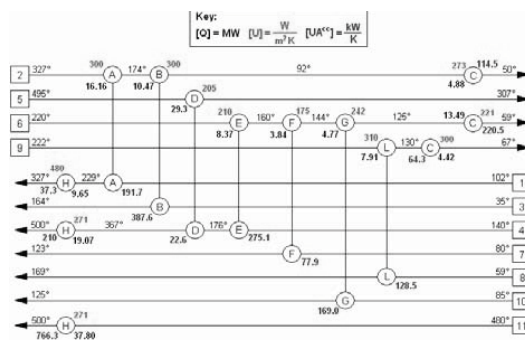 Key:
[Q] = MW [U] = W/m²K [UA^cc] = kW/K
2 327° 300 A 16.16 174° 300 B 10.47 92° 273 C 114.5 4.88 50°
5 495° 205 D 29.3 307°
6 220° 210 E 8.37 160° 175 F 3.84 144° 242 G 4.77 125° 13.49 C 221 220.5 59°
9 222° 310 L 7.91 130° 300 C 64.3 4.42 67°
327° 480 H 37.3 9.65 229° A 191.7 102° 1
164° B 387.6 35° 3
500° 271 H 210 19.07 367° D 22.6 176° E 275.1 140° 4
123° F 77.9 80° 7
169° L 128.5 59° 8
125° G 169.0 85° 10
500° 271 H 766.3 37.80 480° 11